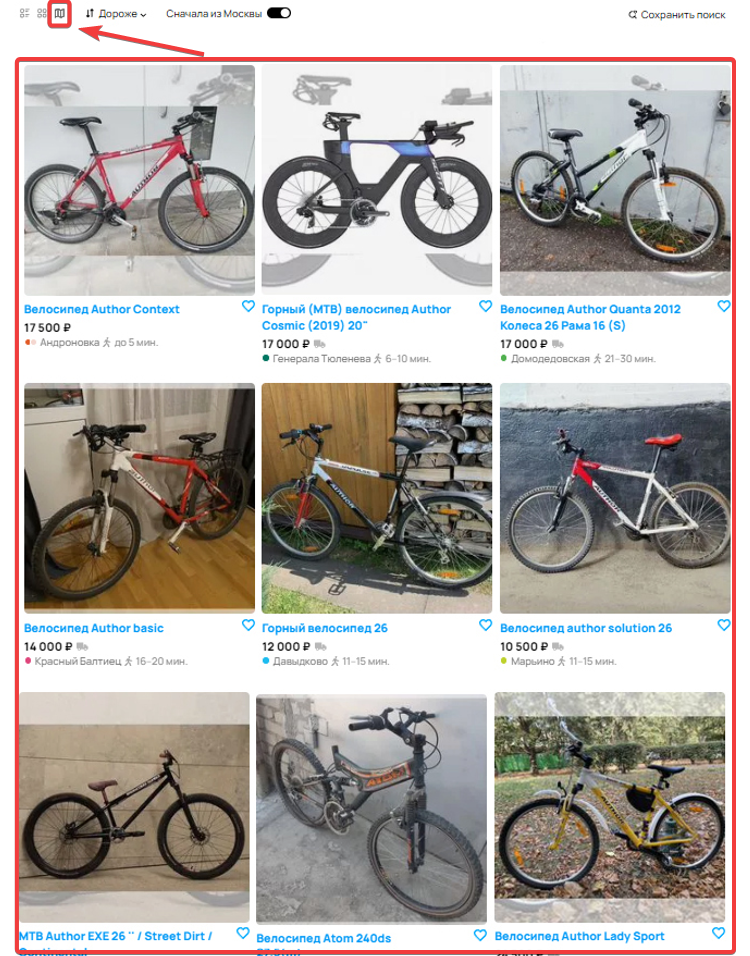 Дороже
Сначала из Москвы
Сохранить поиск
Велосипед Author Context
17 500 ₽
Андроновка до 5 мин.
Горный (MTB) велосипед Author
Cosmic (2019) 20"
17 000 ₽
Генерала Тюленева 6–10 мин.
Велосипед Author Quanta 2012
Колеса 26 Рама 16 (S)
17 000 ₽
Домодедовская 21–30 мин.
Велосипед Author basic
14 000 ₽
Красный Балтиец 16–20 мин.
Горный велосипед 26
12 000 ₽
Давыдково 11–15 мин.
Велосипед author solution 26
10 500 ₽
Марьино 11–15 мин.
MTB Author EXE 26 '' / Street Dirt /
Велосипед Atom 240ds
Велосипед Author Lady Sport